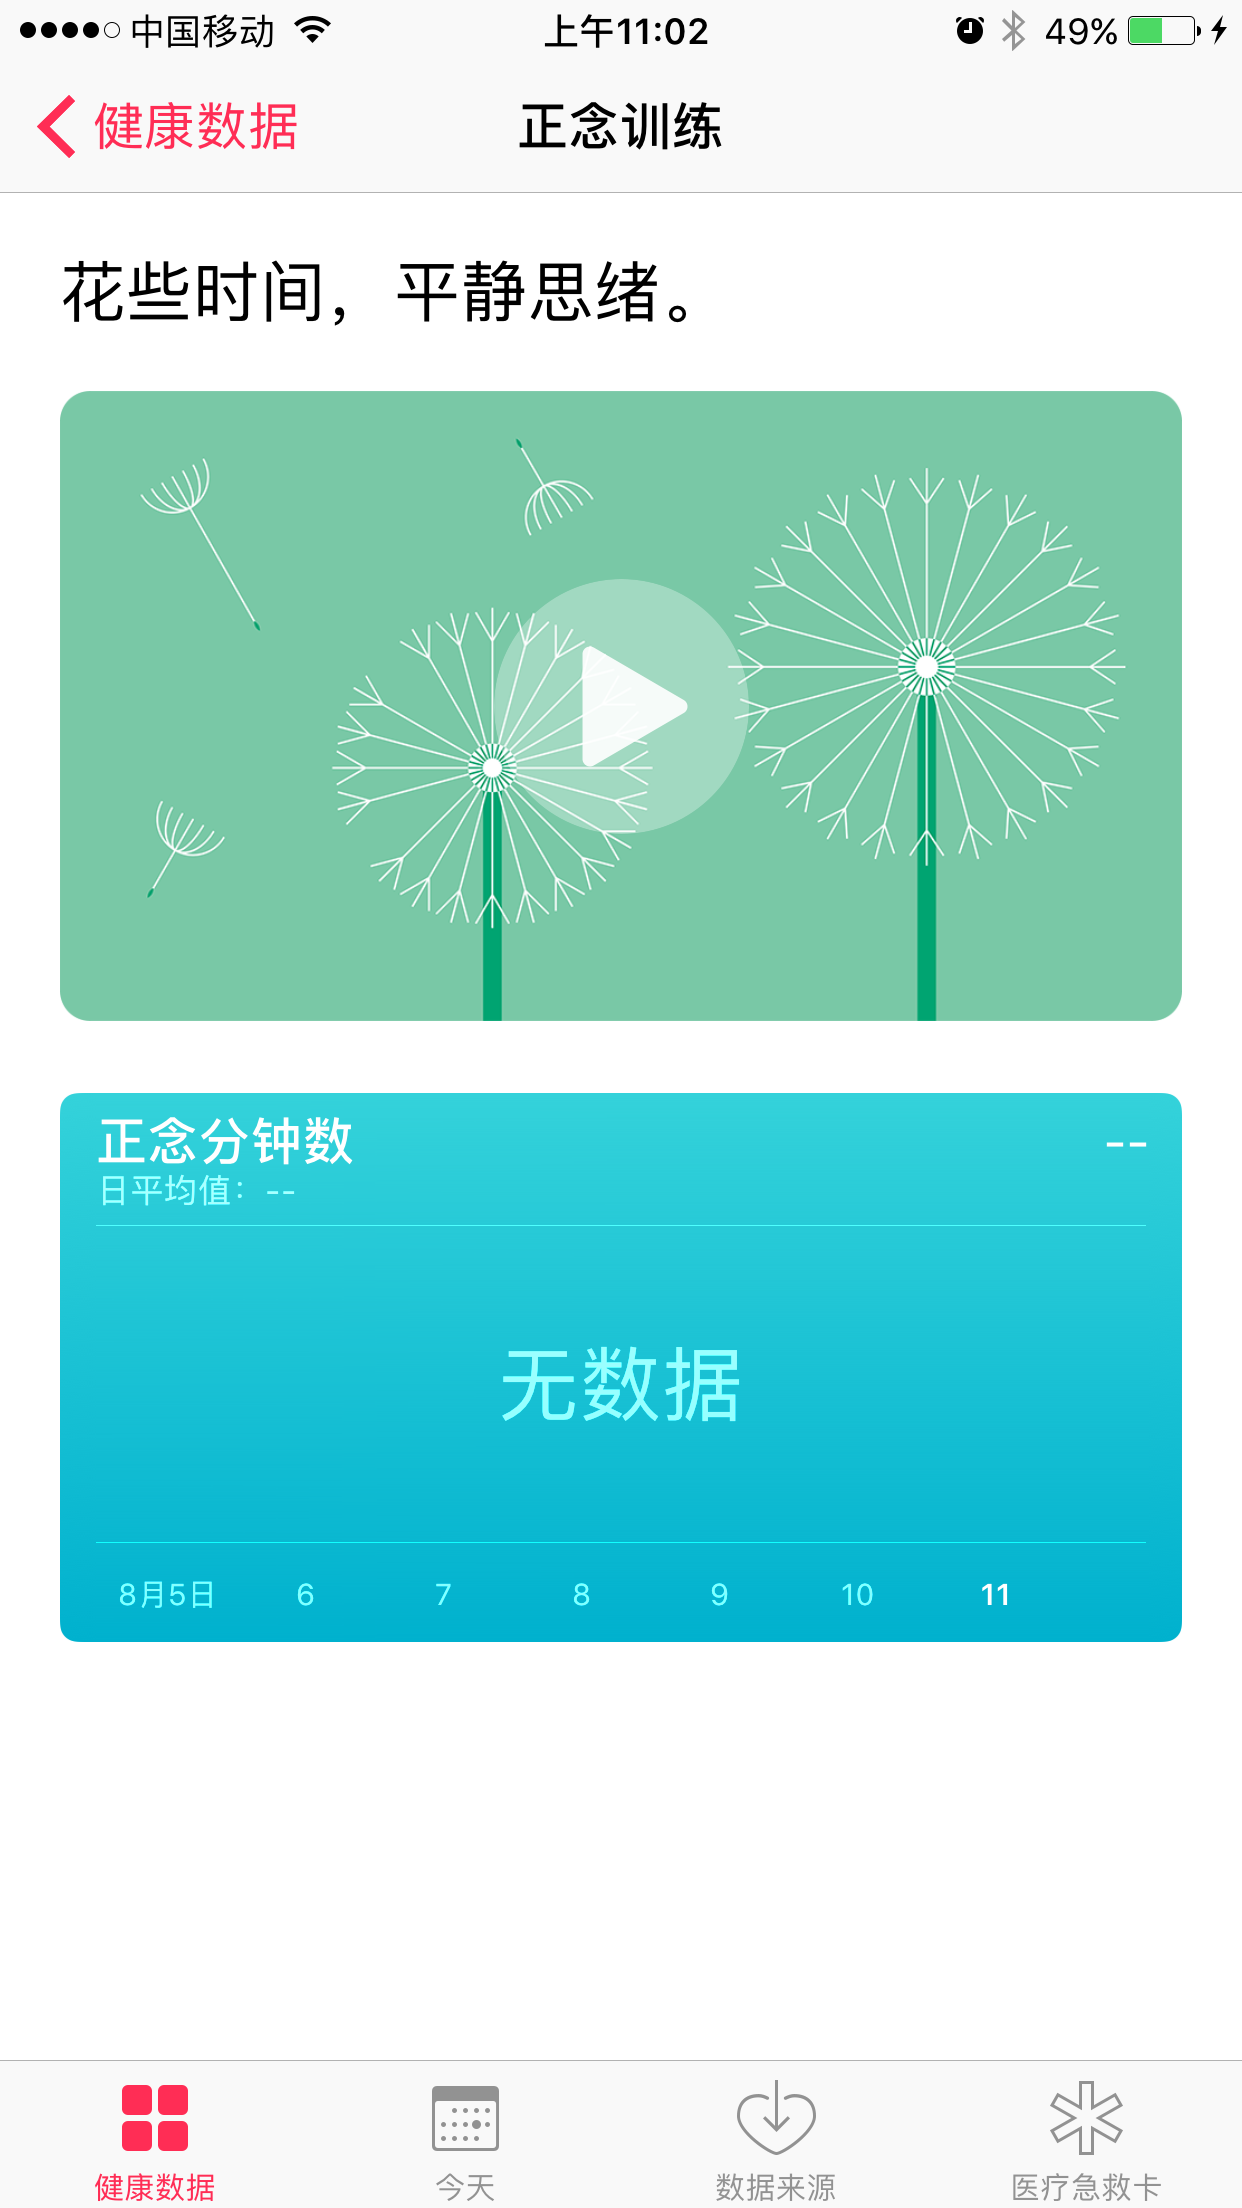 中国移动
上午11:02
49%
健康数据
正念训练
花些时间，平静思绪。
正念分钟数
--
日平均值：--
无数据
8月5日 6 7 8 9 10 11
健康数据
今天
数据来源
医疗急救卡